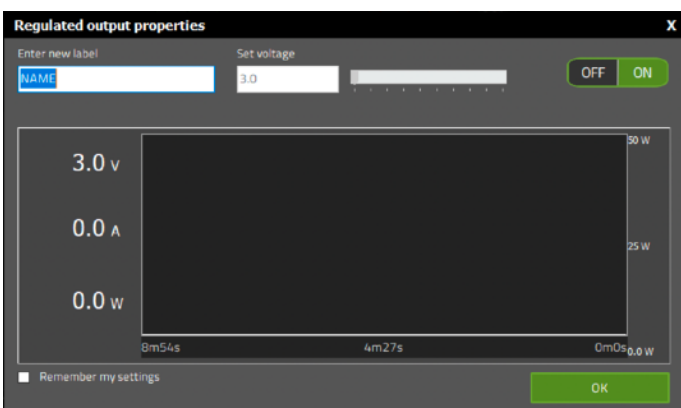 Regulated output properties X
Enter new label Set voltage
NAME 3.0 OFF ON
50 W
3.0 V
0.0 A
25 W
0.0 W
8m54s 4m27s 0m0s 0.0 W
Remember my settings
OK